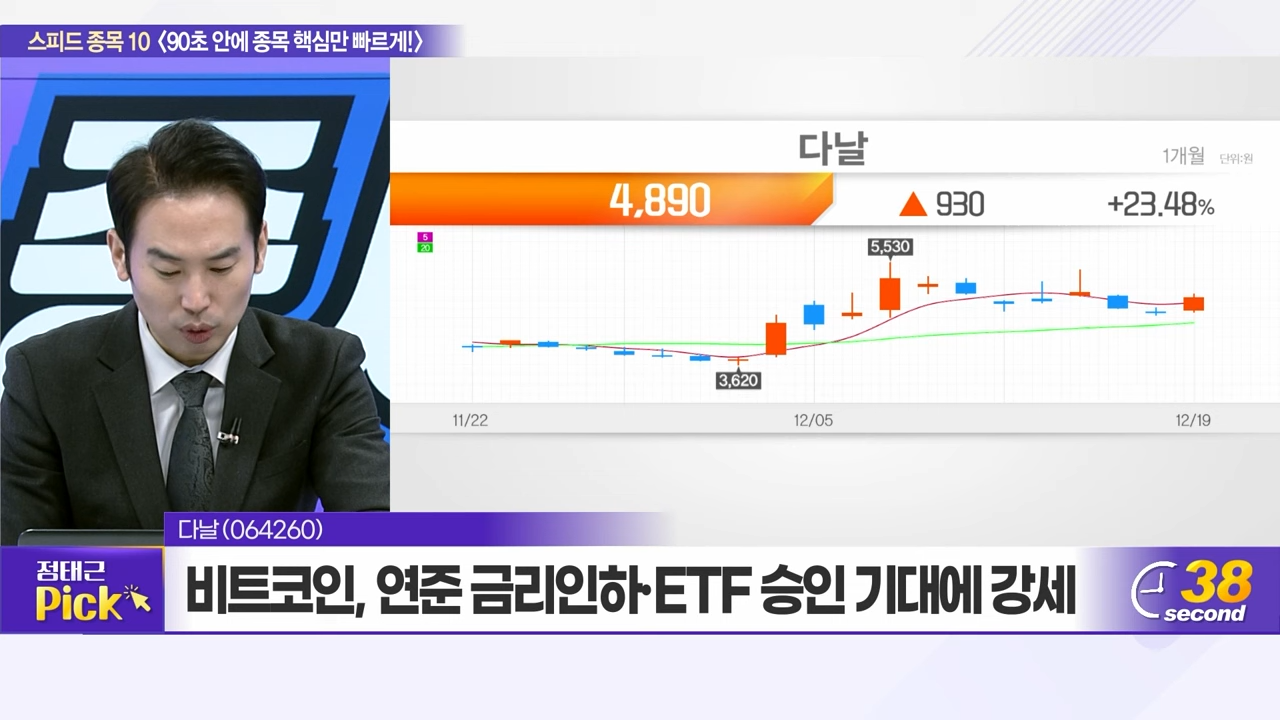 스피드 종목 10 〈90초 안에 종목 핵심만 빠르게!〉
다날
1개월 단위:원
4,890 ▲ 930 +23.48%
5
20
5,530
3,620
11/22 12/05 12/19
다날(064260)
정태근
Pick
비트코인, 연준 금리인하·ETF 승인 기대에 강세
38
second